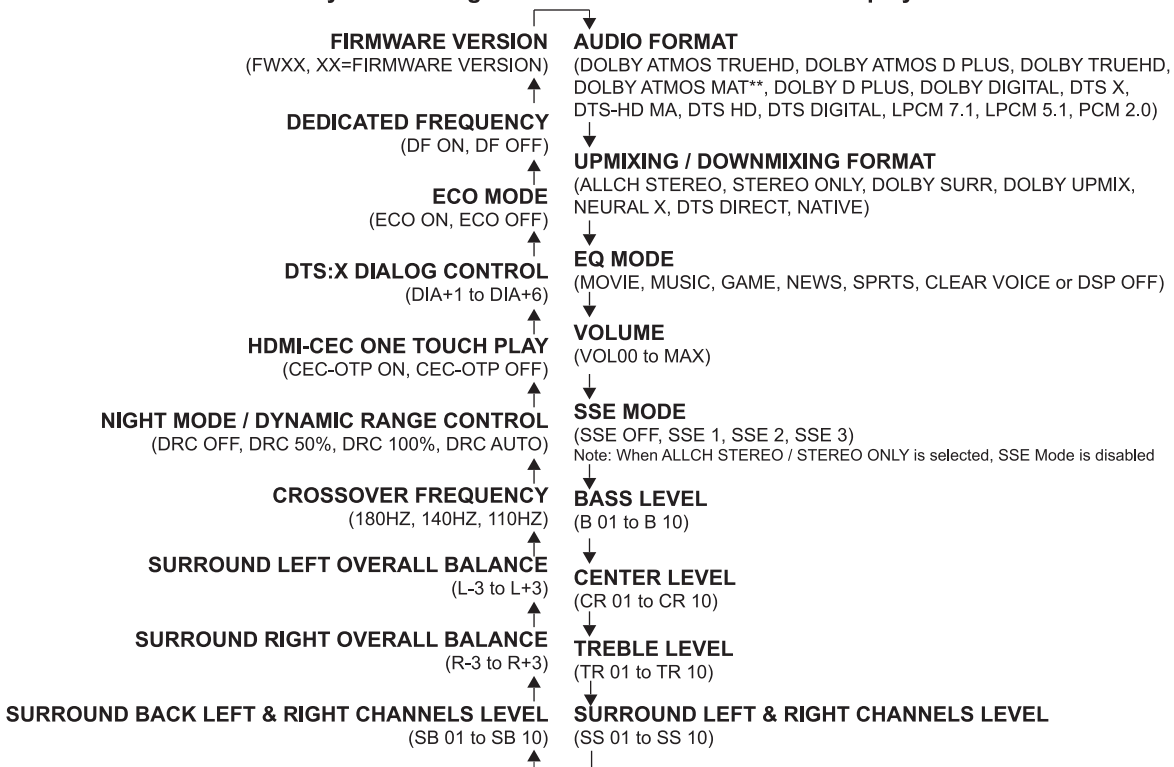 FIRMWARE VERSION
(FWXX, XX=FIRMWARE VERSION)
DEDICATED FREQUENCY
(DF ON, DF OFF)
ECO MODE
(ECO ON, ECO OFF)
DTS:X DIALOG CONTROL
(DIA+1 to DIA+6)
HDMI-CEC ONE TOUCH PLAY
(CEC-OTP ON, CEC-OTP OFF)
NIGHT MODE / DYNAMIC RANGE CONTROL
(DRC OFF, DRC 50%, DRC 100%, DRC AUTO)
CROSSOVER FREQUENCY
(180HZ, 140HZ, 110HZ)
SURROUND LEFT OVERALL BALANCE
(L-3 to L+3)
SURROUND RIGHT OVERALL BALANCE
(R-3 to R+3)
SURROUND BACK LEFT & RIGHT CHANNELS LEVEL
(SB 01 to SB 10)
AUDIO FORMAT
(DOLBY ATMOS TRUEHD, DOLBY ATMOS D PLUS, DOLBY TRUEHD,
DOLBY ATMOS MAT**, DOLBY D PLUS, DOLBY DIGITAL, DTS X,
DTS-HD MA, DTS HD, DTS DIGITAL, LPCM 7.1, LPCM 5.1, PCM 2.0)
UPMIXING / DOWNMIXING FORMAT
(ALLCH STEREO, STEREO ONLY, DOLBY SURR, DOLBY UPMIX,
NEURAL X, DTS DIRECT, NATIVE)
EQ MODE
(MOVIE, MUSIC, GAME, NEWS, SPRTS, CLEAR VOICE or DSP OFF)
VOLUME
(VOL00 to MAX)
SSE MODE
(SSE OFF, SSE 1, SSE 2, SSE 3)
Note: When ALLCH STEREO / STEREO ONLY is selected, SSE Mode is disabled
BASS LEVEL
(B 01 to B 10)
CENTER LEVEL
(CR 01 to CR 10)
TREBLE LEVEL
(TR 01 to TR 10)
SURROUND LEFT & RIGHT CHANNELS LEVEL
(SS 01 to SS 10)